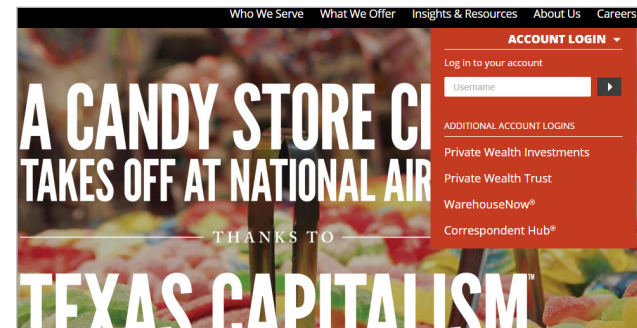 Who We Serve What We Offer Insights & Resources About Us Careers
ACCOUNT LOGIN
Log in to your account
Username
ADDITIONAL ACCOUNT LOGINS
Private Wealth Investments
Private Wealth Trust
WarehouseNow®
Correspondent Hub®
A CANDY STORE
TAKES OFF AT NATIONAL
THANKS TO
TEXAS CAPITALISM™